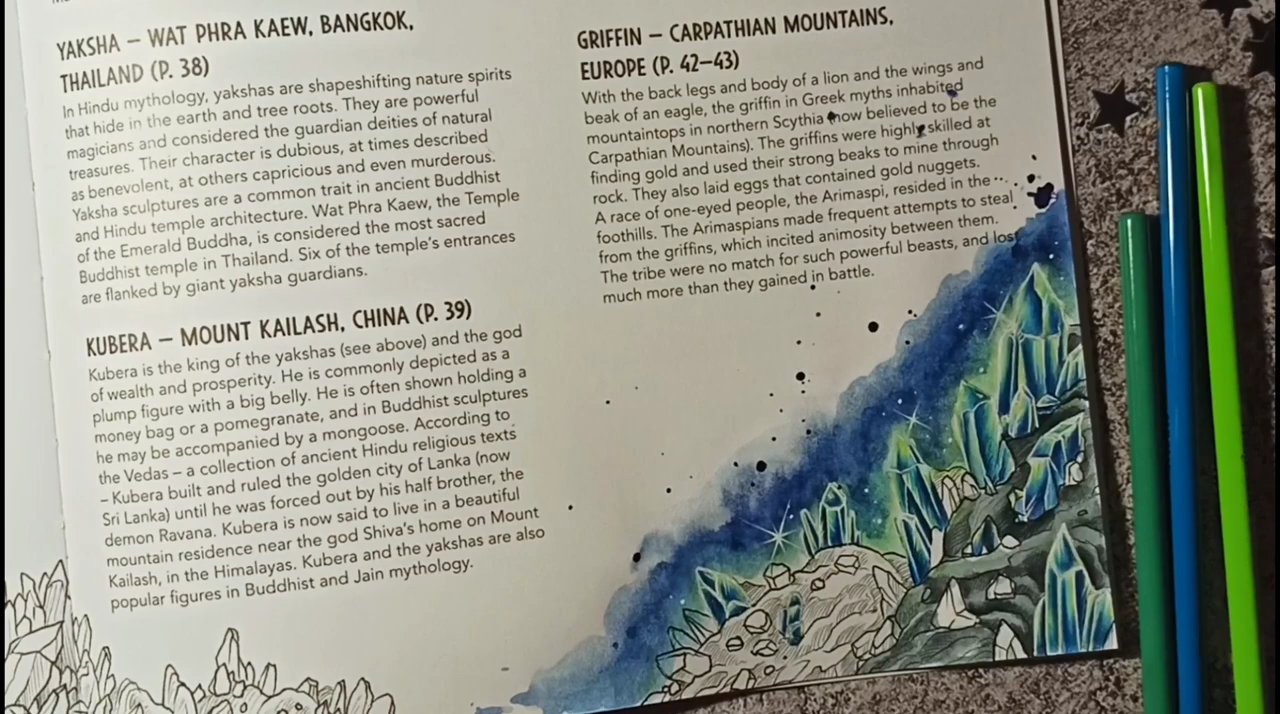 YAKSHA – WAT PHRA KAEW, BANGKOK,
THAILAND (P. 38)
In Hindu mythology, yakshas are shapeshifting nature spirits
that hide in the earth and tree roots. They are powerful
magicians and considered the guardian deities of natural
treasures. Their character is dubious, at times described
as benevolent, at others capricious and even murderous.
Yaksha sculptures are a common trait in ancient Buddhist
and Hindu temple architecture. Wat Phra Kaew, the Temple
of the Emerald Buddha, is considered the most sacred
Buddhist temple in Thailand. Six of the temple's entrances
are flanked by giant yaksha guardians.
KUBERA – MOUNT KAILASH, CHINA (P. 39)
Kubera is the king of the yakshas (see above) and the god
of wealth and prosperity. He is commonly depicted as a
plump figure with a big belly. He is often shown holding a
money bag or a pomegranate, and in Buddhist sculptures
he may be accompanied by a mongoose. According to
the Vedas – a collection of ancient Hindu religious texts
– Kubera built and ruled the golden city of Lanka (now
Sri Lanka) until he was forced out by his half brother, the
demon Ravana. Kubera is now said to live in a beautiful
mountain residence near the god Shiva's home on Mount
Kailash, in the Himalayas. Kubera and the yakshas are also
popular figures in Buddhist and Jain mythology.
GRIFFIN – CARPATHIAN MOUNTAINS,
EUROPE (P. 42–43)
With the back legs and body of a lion and the wings and
beak of an eagle, the griffin in Greek myths inhabited
mountaintops in northern Scythia (now believed to be the
Carpathian Mountains). The griffins were highly skilled at
finding gold and used their strong beaks to mine through
rock. They also laid eggs that contained gold nuggets.
A race of one-eyed people, the Arimaspi, resided in the
foothills. The Arimaspians made frequent attempts to steal
from the griffins, which incited animosity between them.
The tribe were no match for such powerful beasts, and lost
much more than they gained in battle.